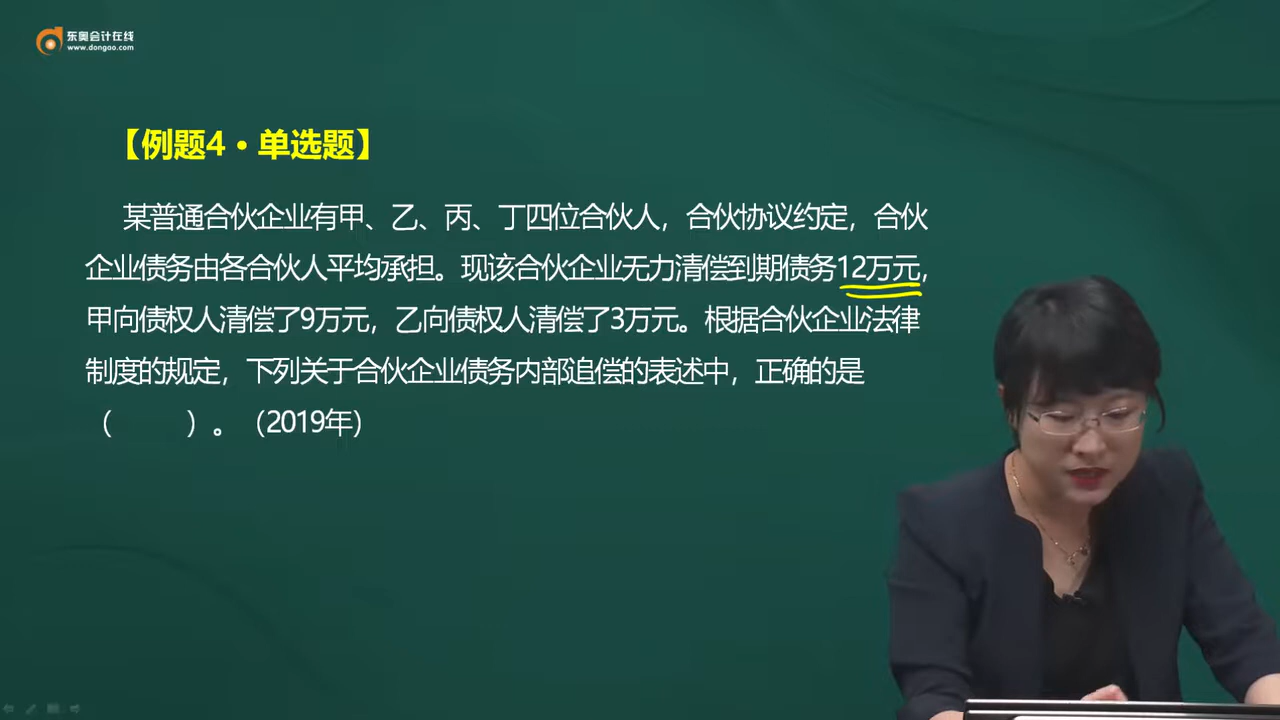 东奥会计在线
www.dongao.com
【例题4·单选题】
某普通合伙企业有甲、乙、丙、丁四位合伙人，合伙协议约定，合伙
企业债务由各合伙人平均承担。现该合伙企业无力清偿到期债务12万元，
甲向债权人清偿了9万元，乙向债权人清偿了3万元。根据合伙企业法律
制度的规定，下列关于合伙企业债务内部追偿的表述中，正确的是
（　　）。（2019年）